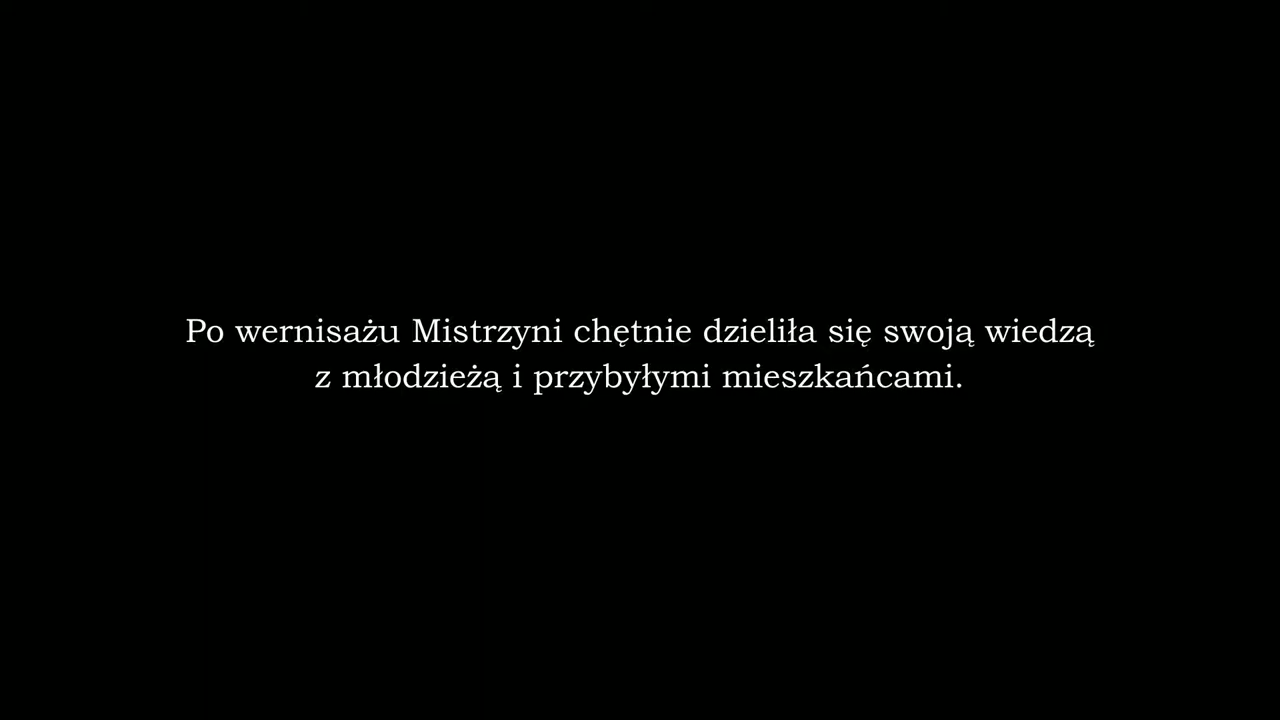 Po wernisażu Mistrzyni chętnie dzieliła się swoją wiedzą
z młodzieżą i przybyłymi mieszkańcami.